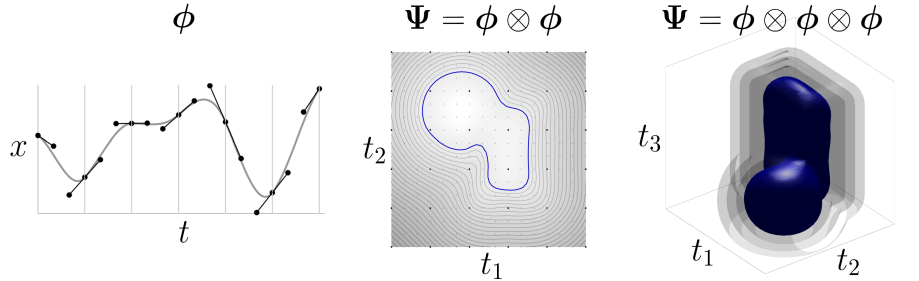 ϕ
x
t
Ψ = ϕ ⊗ ϕ
t₂
t₁
Ψ = ϕ ⊗ ϕ ⊗ ϕ
t₃
t₁
t₂